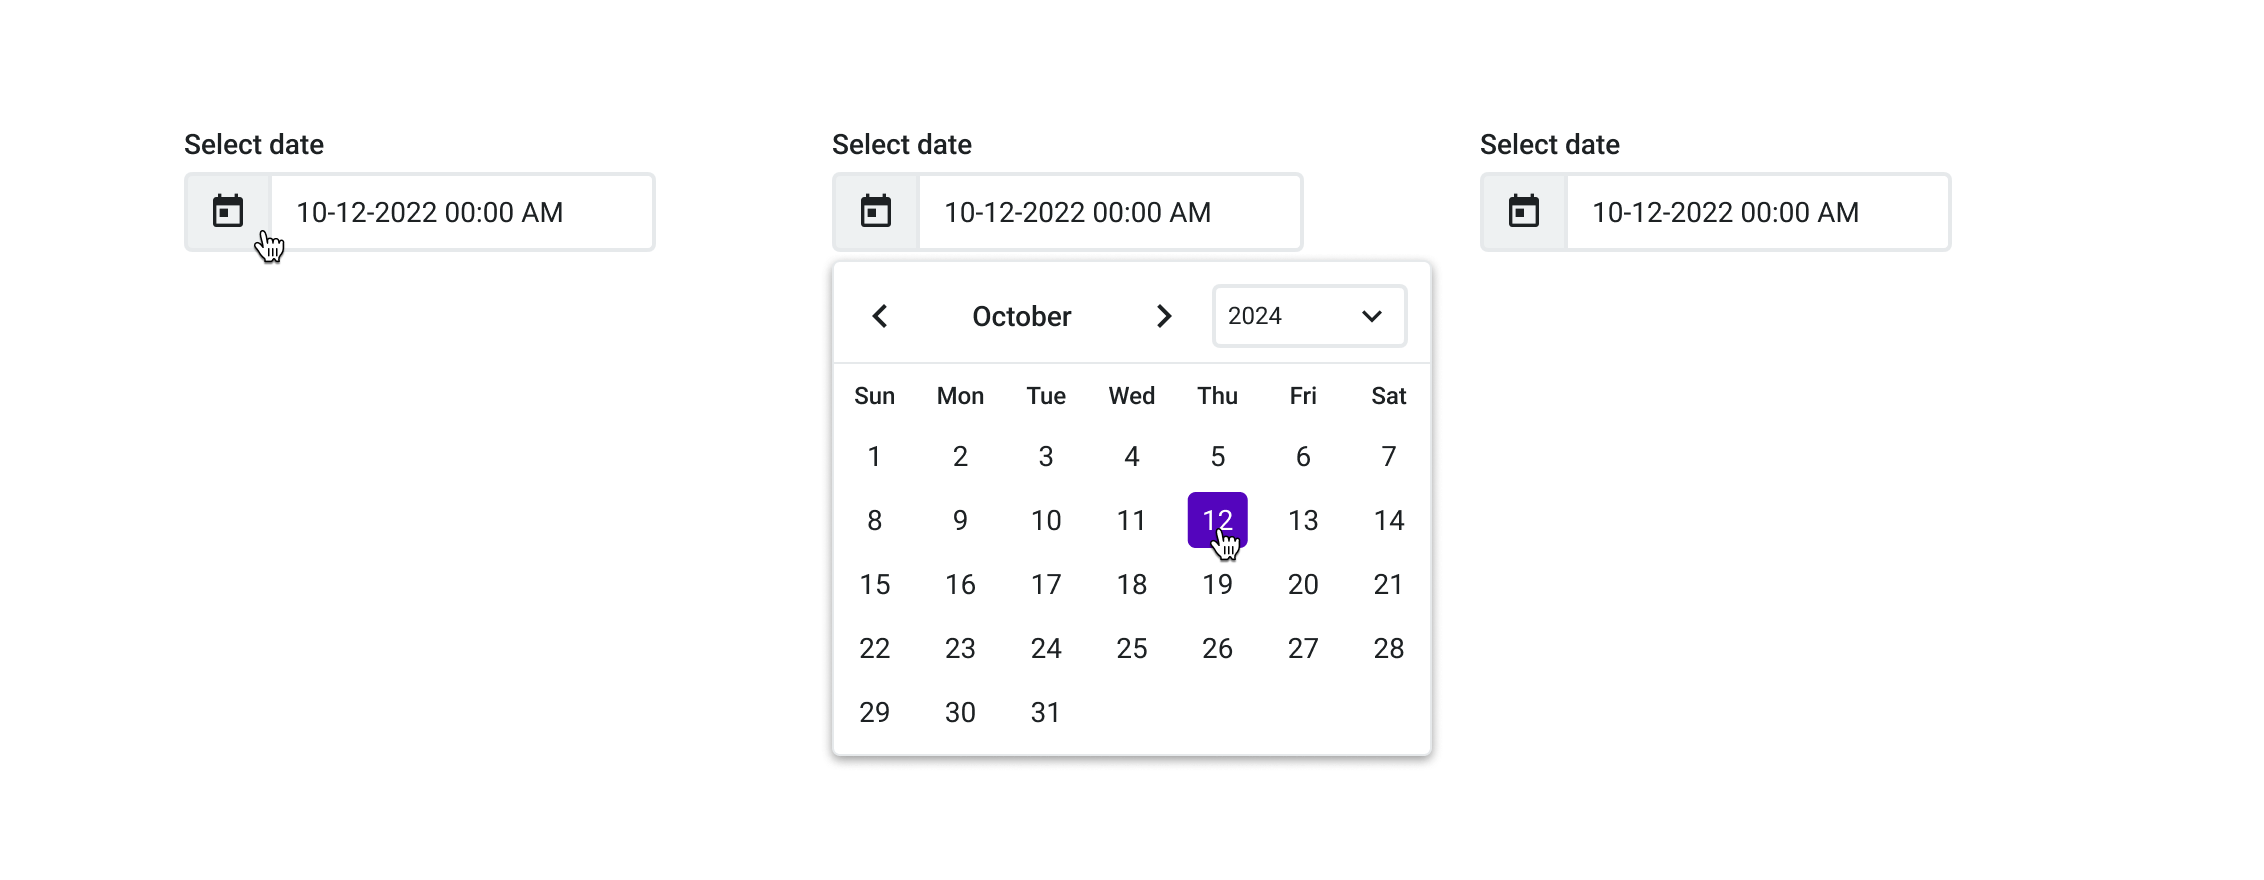 Select date
10-12-2022 00:00 AM
Select date
10-12-2022 00:00 AM
October
2024
Sun Mon Tue Wed Thu Fri Sat
1 2 3 4 5 6 7
8 9 10 11 12 13 14
15 16 17 18 19 20 21
22 23 24 25 26 27 28
29 30 31
Select date
10-12-2022 00:00 AM